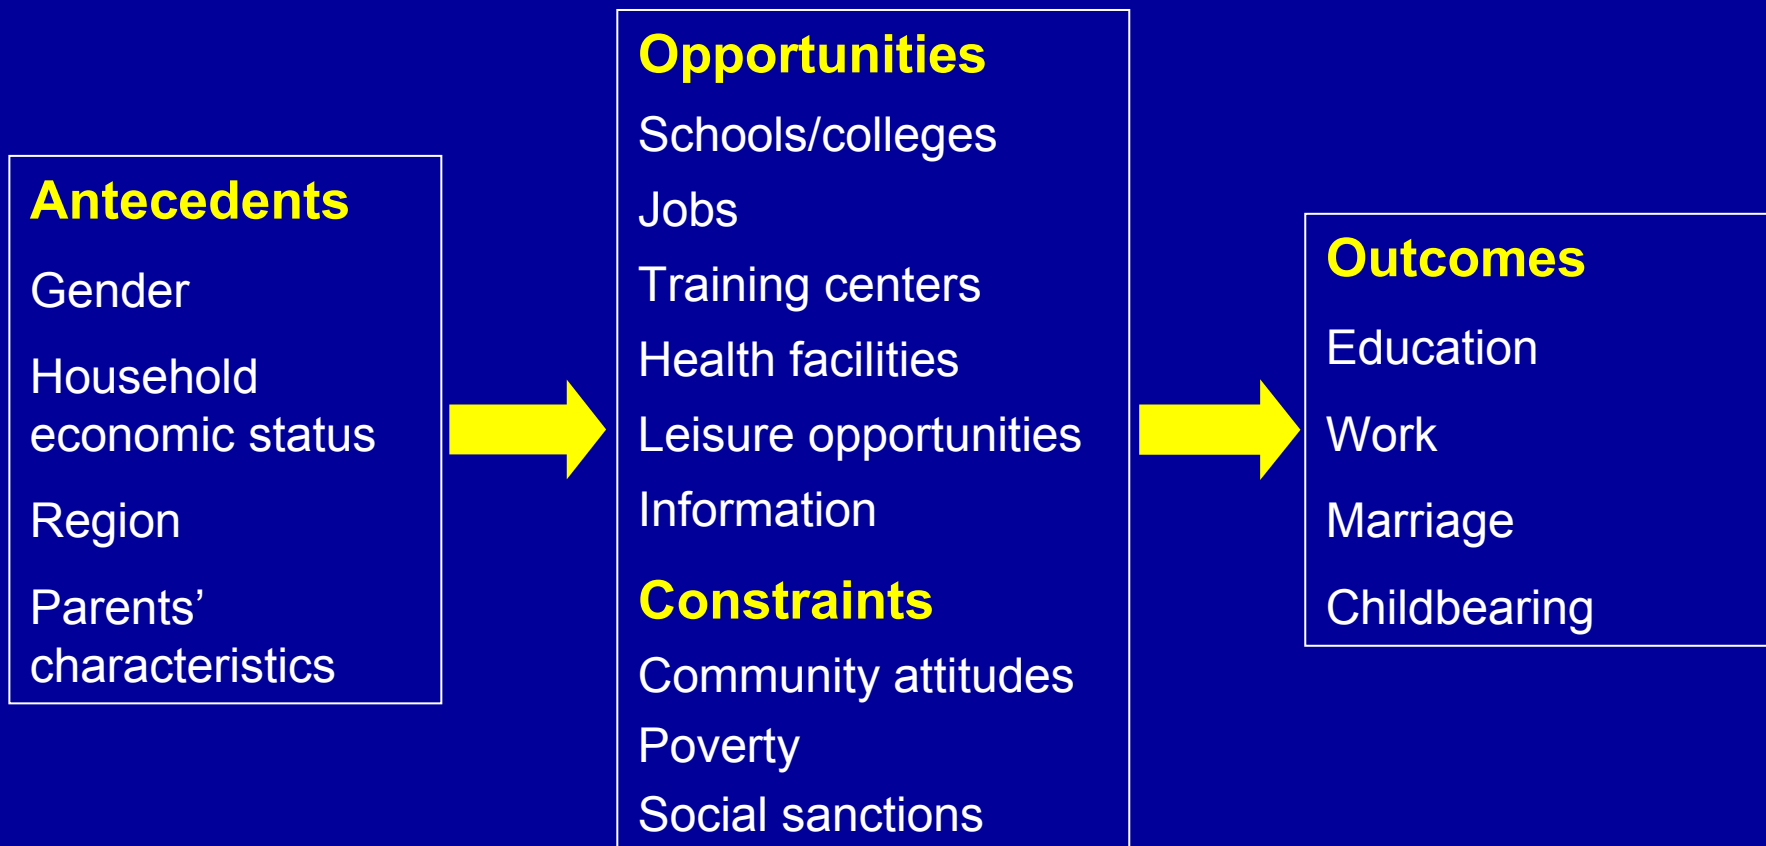 Antecedents
Gender
Household
economic status
Region
Parents’
characteristics
Opportunities
Schools/colleges
Jobs
Training centers
Health facilities
Leisure opportunities
Information
Constraints
Community attitudes
Poverty
Social sanctions
Outcomes
Education
Work
Marriage
Childbearing